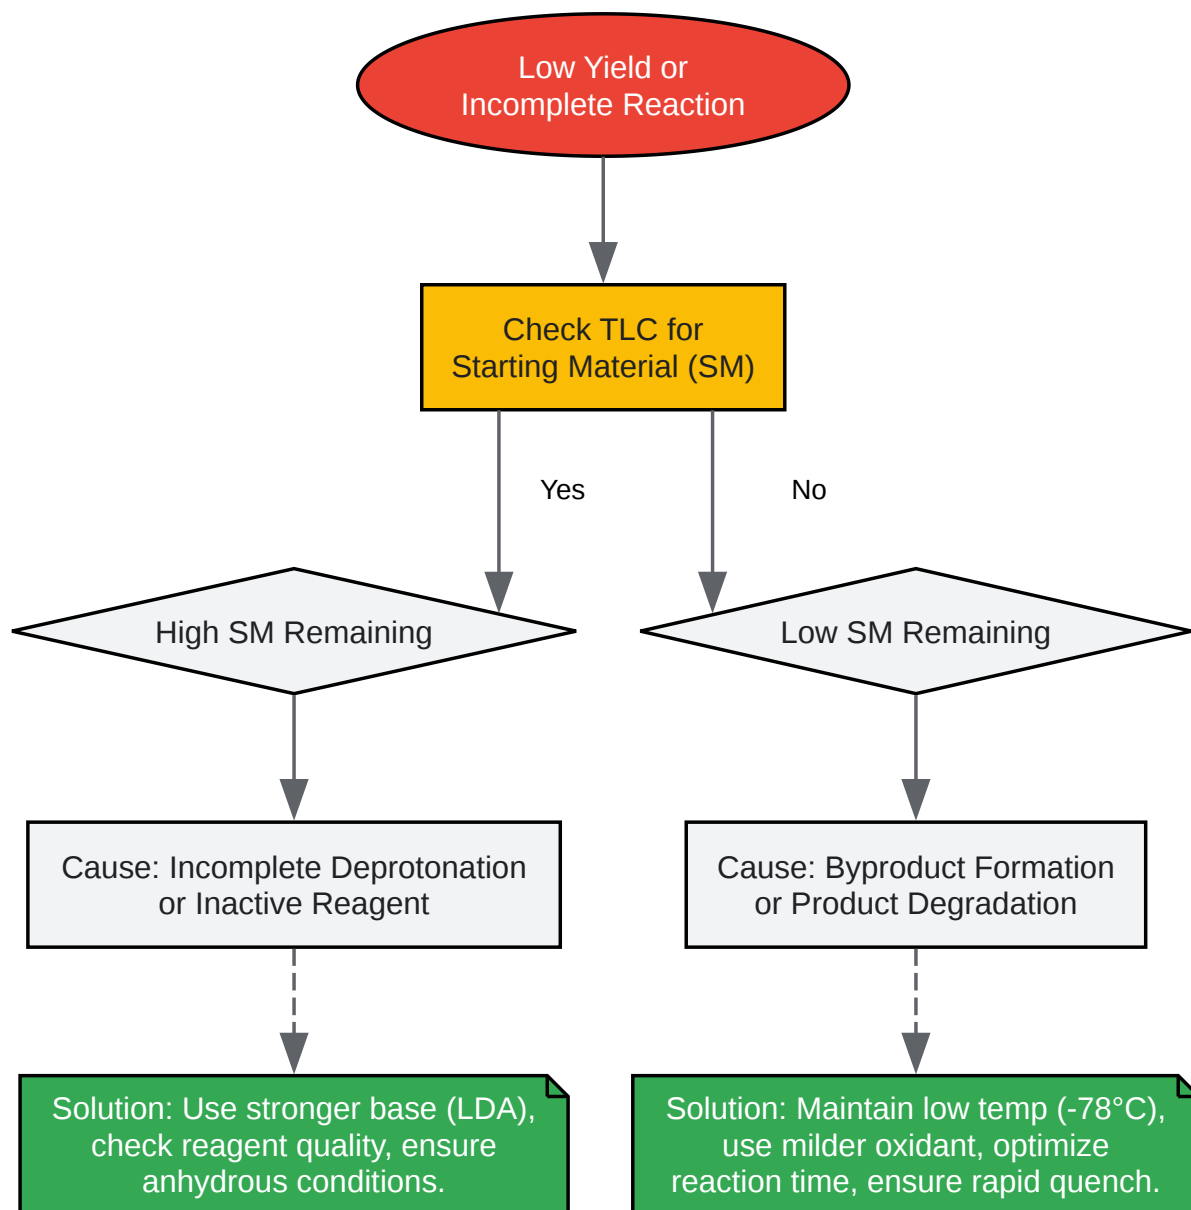 Low Yield or
Incomplete Reaction
Check TLC for
Starting Material (SM)
Yes
No
High SM Remaining
Low SM Remaining
Cause: Incomplete Deprotonation
or Inactive Reagent
Cause: Byproduct Formation
or Product Degradation
Solution: Use stronger base (LDA),
check reagent quality, ensure
anhydrous conditions.
Solution: Maintain low temp (-78°C),
use milder oxidant, optimize
reaction time, ensure rapid quench.